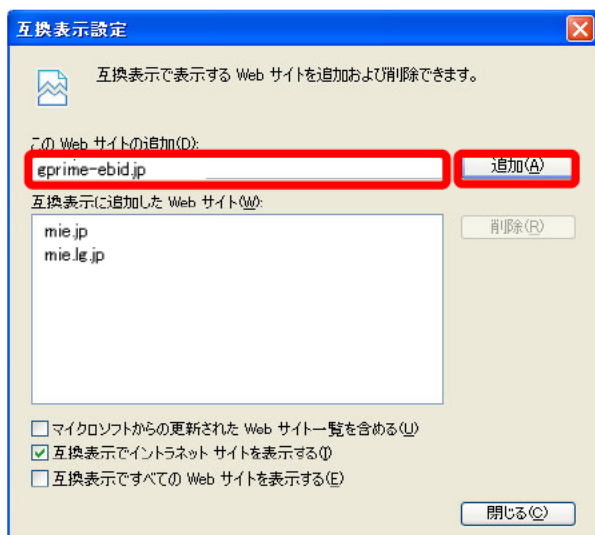 互換表示設定
互換表示で表示する Web サイトを追加および削除できます。
この Web サイトの追加(D):
gprime-ebid.jp
追加(A)
互換表示に追加した Web サイト(W):
mie.jp
mie.lg.jp
削除(R)
マイクロソフトからの更新された Web サイト一覧を含める(U)
互換表示でイントラネット サイトを表示する(I)
互換表示ですべての Web サイトを表示する(E)
閉じる(C)